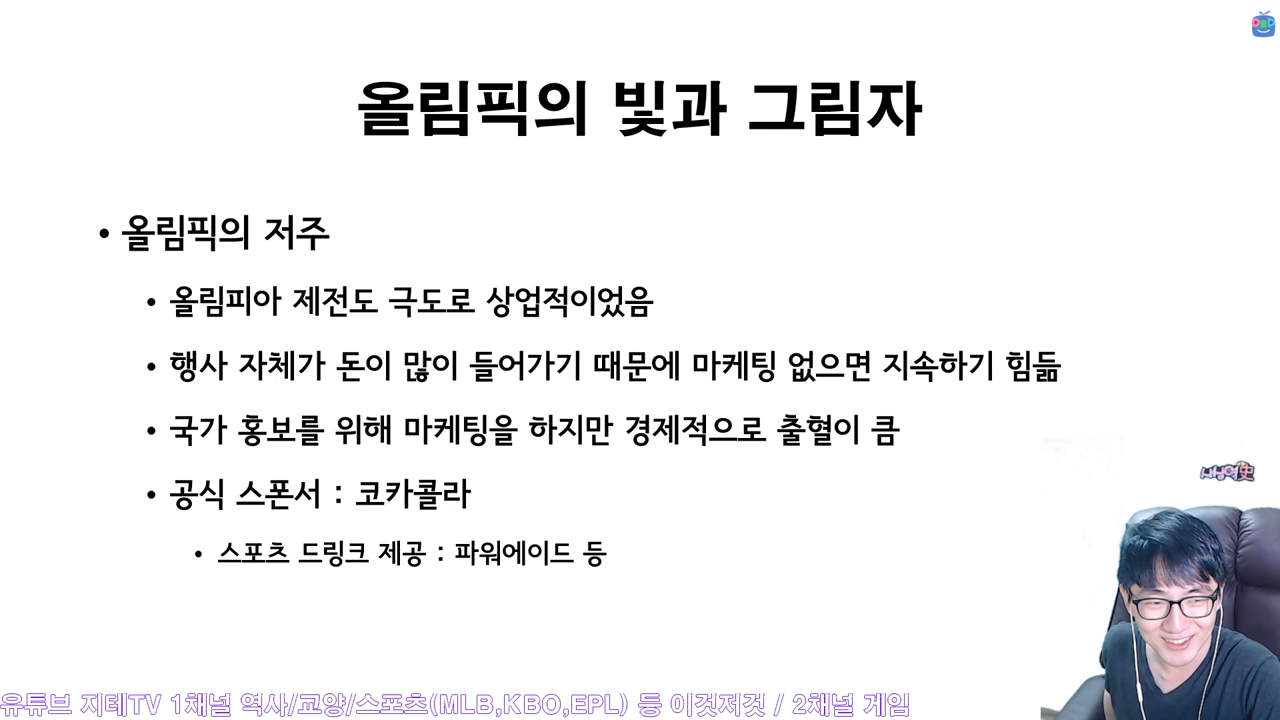 올림픽의 빛과 그림자
• 올림픽의 저주
• 올림피아 제전도 극도로 상업적이었음
• 행사 자체가 돈이 많이 들어가기 때문에 마케팅 없으면 지속하기 힘듦
• 국가 홍보를 위해 마케팅을 하지만 경제적으로 출혈이 큼
• 공식 스폰서 : 코카콜라
• 스포츠 드링크 제공 : 파워에이드 등
유튜브 지테TV 1채널 역사/교양/스포츠(MLB,KBO,EPL) 등 이것저것 / 2채널 게임